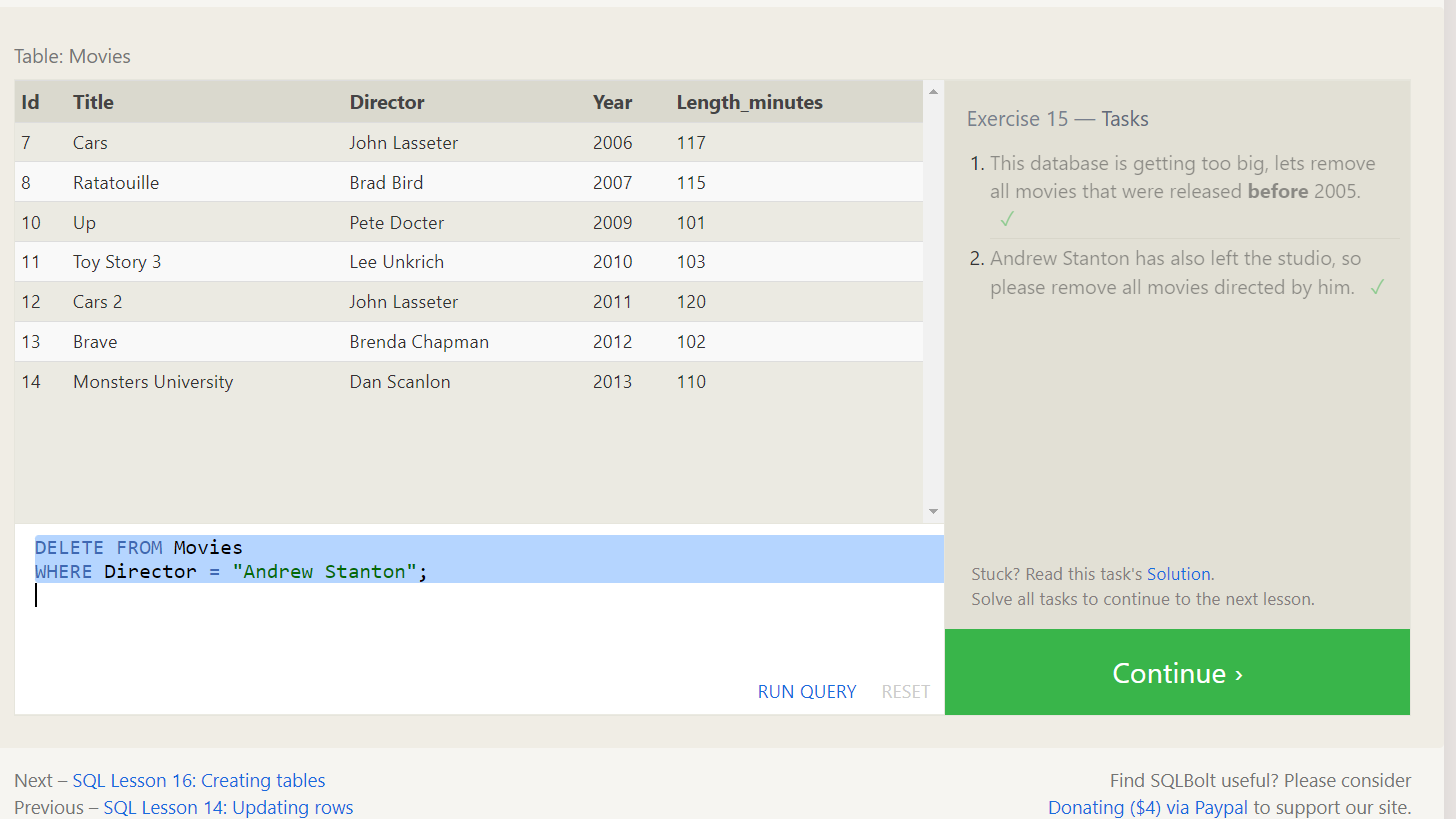 Table: Movies
Id Title Director Year Length_minutes
7 Cars John Lasseter 2006 117
8 Ratatouille Brad Bird 2007 115
10 Up Pete Docter 2009 101
11 Toy Story 3 Lee Unkrich 2010 103
12 Cars 2 John Lasseter 2011 120
13 Brave Brenda Chapman 2012 102
14 Monsters University Dan Scanlon 2013 110
DELETE FROM Movies
WHERE Director = "Andrew Stanton";
RUN QUERY RESET
Exercise 15 — Tasks
1. This database is getting too big, lets remove
all movies that were released before 2005.
✓
2. Andrew Stanton has also left the studio, so
please remove all movies directed by him. ✓
Stuck? Read this task's Solution.
Solve all tasks to continue to the next lesson.
Continue ›
Next – SQL Lesson 16: Creating tables
Previous – SQL Lesson 14: Updating rows
Find SQLBolt useful? Please consider
Donating ($4) via Paypal to support our site.